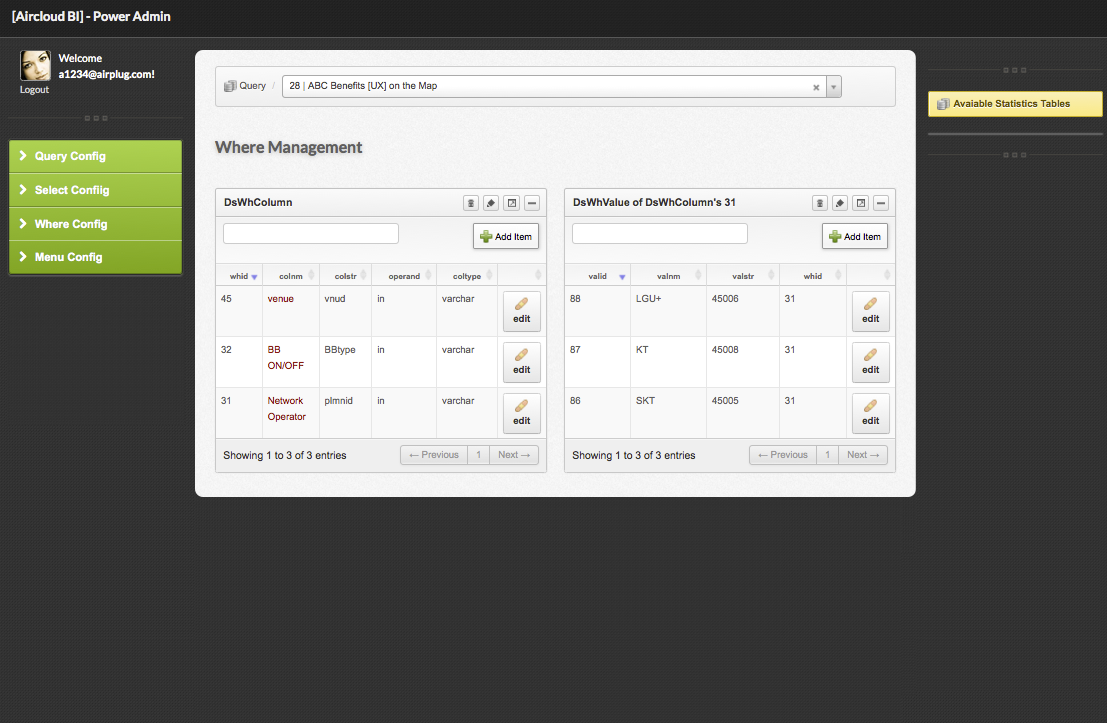 [Aircloud BI] - Power Admin
Welcome
a1234@airplug.com!
Logout
Query Config
Select Confiig
Where Config
Menu Config
Query / 28 | ABC Benefits [UX] on the Map
Where Management
DsWhColumn
Add Item
whid colnm colstr operand coltype
45 venue vnud in varchar edit
32 BB ON/OFF BBtype in varchar edit
31 Network Operator plmnid in varchar edit
Showing 1 to 3 of 3 entries
← Previous 1 Next →
DsWhValue of DsWhColumn's 31
Add Item
valid valnm valstr whid
88 LGU+ 45006 31 edit
87 KT 45008 31 edit
86 SKT 45005 31 edit
Showing 1 to 3 of 3 entries
← Previous 1 Next →
Avaiable Statistics Tables